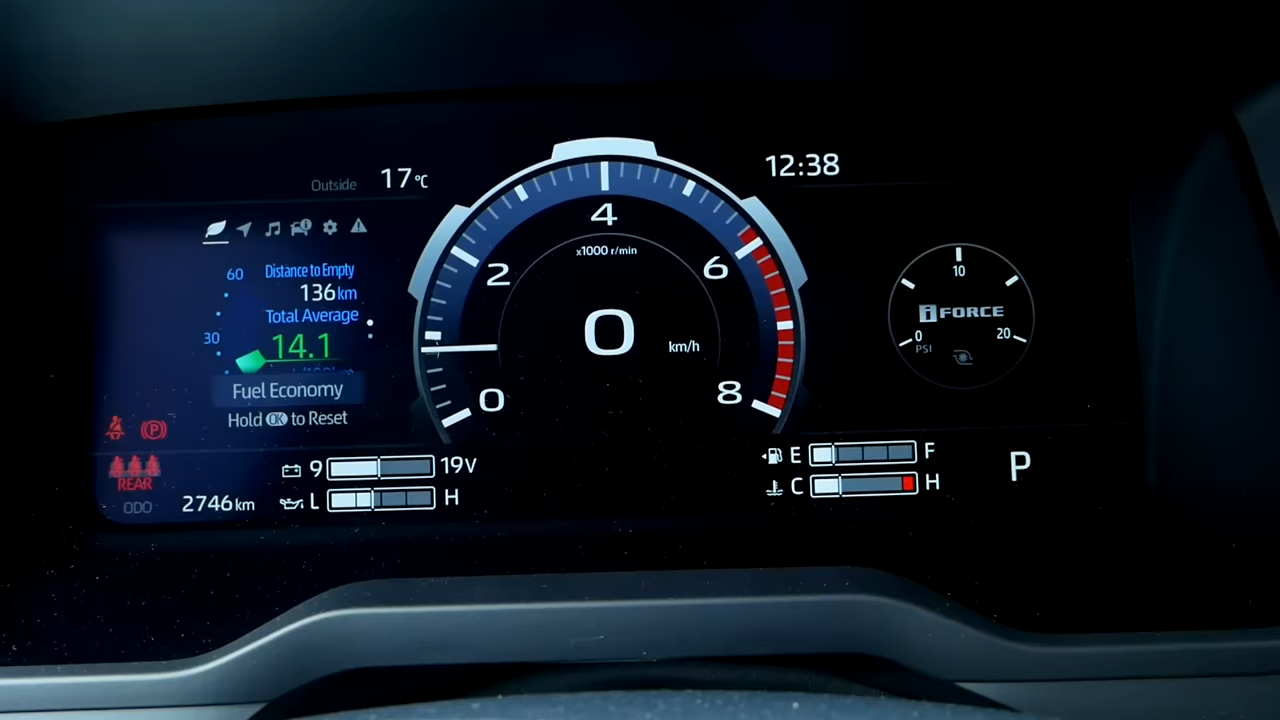 Outside 17°C
12:38
60 Distance to Empty
136 km
Total Average
30 14.1
L/100km
Fuel Economy
Hold OK to Reset
P
REAR
ODO 2746 km
9 19V
L H
0 2 4 6 8
x1000 r/min
0 km/h
10
i FORCE
0 20
PSI
E F
C H
P